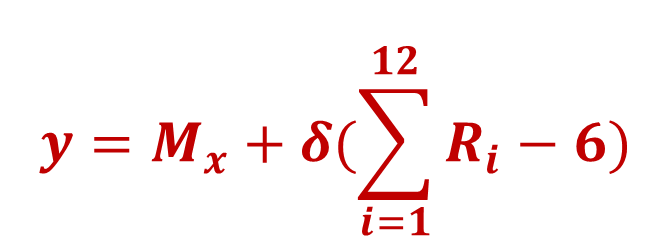 y = Mₓ + δ(∑_{i=1}^{12} Rᵢ − 6)